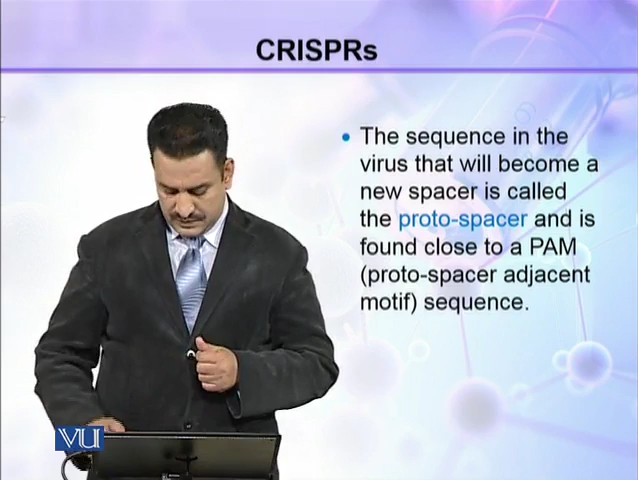 CRISPRs
• The sequence in the
virus that will become a
new spacer is called
the proto-spacer and is
found close to a PAM
(proto-spacer adjacent
motif) sequence.
VU